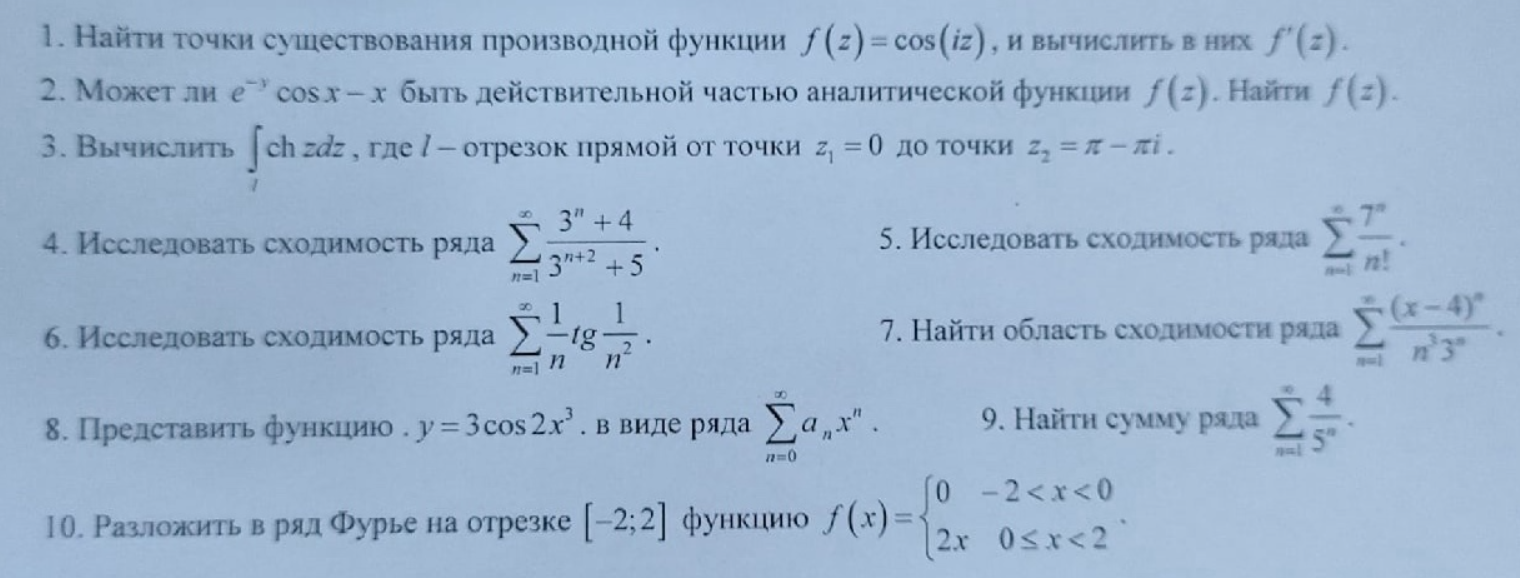 1. Найти точки существования производной функции f(z)=cos(iz), и вычислить в них f'(z).
2. Может ли e^{-y} cos x − x быть действительной частью аналитической функции f(z). Найти f(z).
3. Вычислить ∫_l ch zdz, где l – отрезок прямой от точки z₁ = 0 до точки z₂ = π − πi.
4. Исследовать сходимость ряда ∑_{n=1}^{∞} (3^n + 4)/(3^{n+2} + 5). 5. Исследовать сходимость ряда ∑_{n=1}^{∞} 7^n/n!.
6. Исследовать сходимость ряда ∑_{n=1}^{∞} 1/n tg 1/n². 7. Найти область сходимости ряда ∑_{n=1}^{∞} (x−4)^n/(n³3^n).
8. Представить функцию . y = 3cos2x³. в виде ряда ∑_{n=0}^{∞} a_n x^n. 9. Найти сумму ряда ∑_{n=1}^{∞} 4/5^n.
10. Разложить в ряд Фурье на отрезке [−2;2] функцию f(x)= {0 −2<x<0
2x 0≤x<2.